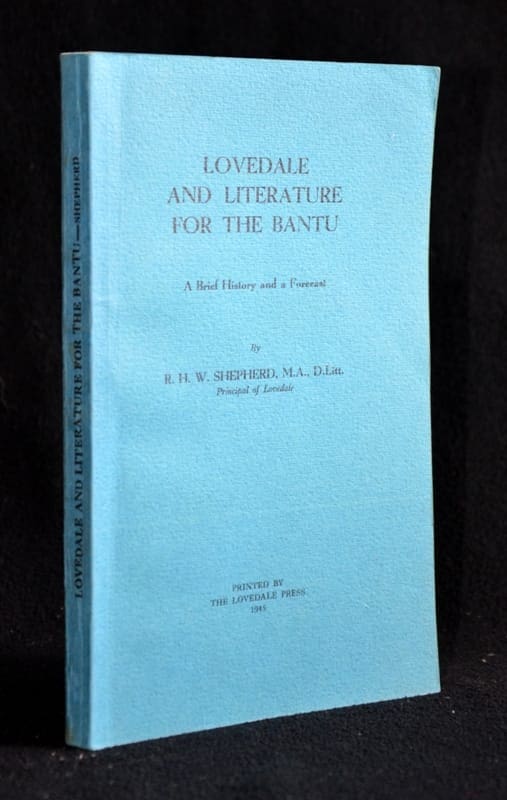 LOVEDALE
AND LITERATURE
FOR THE BANTU
A Brief History and a Forecast
By
R. H. W. SHEPHERD, M.A., D.Litt.
Principal of Lovedale
PRINTED BY
THE LOVEDALE PRESS
1945
LOVEDALE AND LITERATURE FOR THE BANTU—SHEPHERD